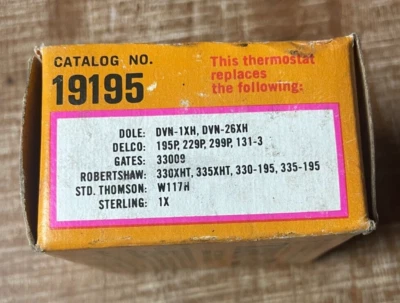 CATALOG NO.
19195
This thermostat
replaces
the following:
DOLE: DVN-1XH, DVN-26XH
DELCO: 195P, 229P, 299P, 131-3
GATES: 33009
ROBERTSHAW: 330XHT, 335XHT, 330-195, 335-195
STD. THOMSON: W117H
STERLING: 1X